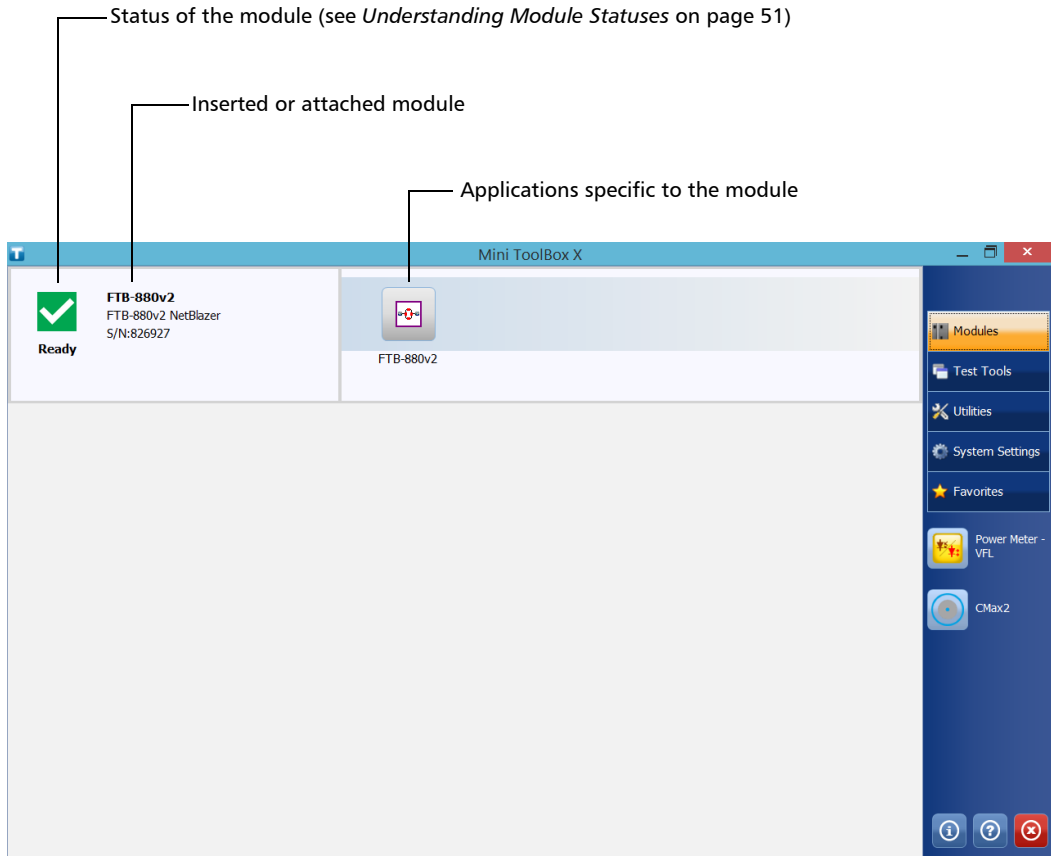 Status of the module (see Understanding Module Statuses on page 51)
Inserted or attached module
Applications specific to the module
Mini ToolBox X
FTB-880v2
FTB-880v2 NetBlazer
S/N:826927
Ready
FTB-880v2
Modules
Test Tools
Utilities
System Settings
Favorites
Power Meter -
VFL
CMax2